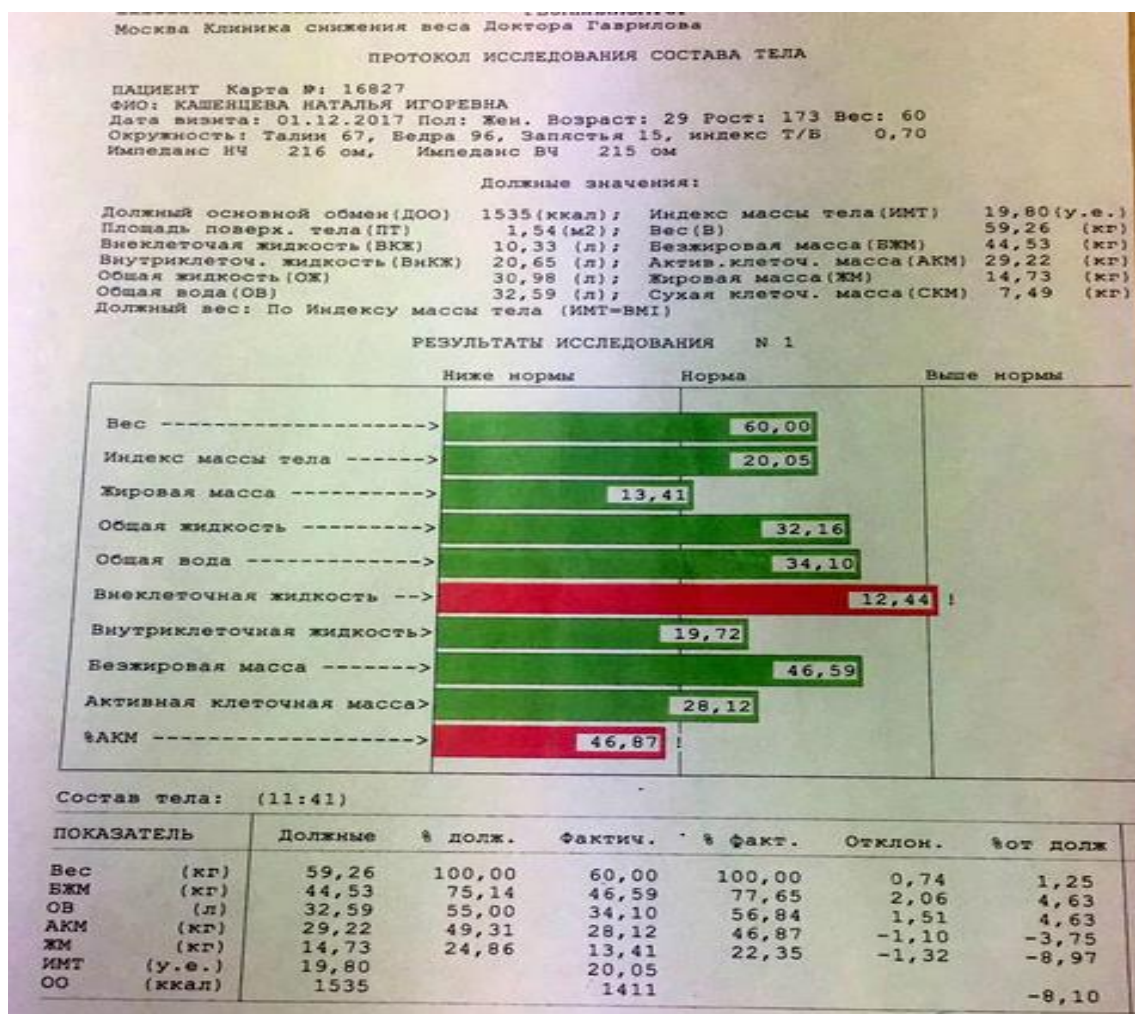 Москва Клиника снижения веса Доктора Гаврилова
ПРОТОКОЛ ИССЛЕДОВАНИЯ СОСТАВА ТЕЛА
ПАЦИЕНТ Карта №: 16827
ФИО: КАШЕНЦЕВА НАТАЛЬЯ ИГОРЕВНА
Дата визита: 01.12.2017 Пол: Жен. Возраст: 29 Рост: 173 Вес: 60
Окружность: Талии 67, Бедра 96, Запястья 15, индекс Т/Б 0,70
Импеданс НЧ 216 ом, Импеданс ВЧ 215 ом
Должные значения:
Должный основной обмен(ДОО) 1535(ккал); Индекс массы тела(ИМТ) 19,80(у.е.)
Площадь поверх. тела(ПТ) 1,54(м2); Вес(В) 59,26 (кг)
Внеклеточая жидкость(ВКЖ) 10,33 (л); Безжировая масса(БЖМ) 44,53 (кг)
Внутриклеточ. жидкость(ВнКЖ) 20,65 (л); Актив.клеточ. масса(АКМ) 29,22 (кг)
Общая жидкость(ОЖ) 30,98 (л); Жировая масса(ЖМ) 14,73 (кг)
Общая вода(ОВ) 32,59 (л); Сухая клеточ. масса(СКМ) 7,49 (кг)
Должный вес: По Индексу массы тела (ИМТ=BMI)
РЕЗУЛЬТАТЫ ИССЛЕДОВАНИЯ N 1
Ниже нормы Норма Выше нормы
Вес --------------------> 60,00
Индекс массы тела ------> 20,05
Жировая масса ----------> 13,41
Общая жидкость ---------> 32,16
Общая вода -------------> 34,10
Внеклеточная жидкость --> 12,44 !
Внутриклеточная жидкость> 19,72
Безжировая масса -------> 46,59
Активная клеточная масса> 28,12
%АКМ -------------------> 46,87 !
Состав тела: (11:41)
ПОКАЗАТЕЛЬ Должные % долж. Фактич. % факт. Отклон. %от долж
Вес (кг) 59,26 100,00 60,00 100,00 0,74 1,25
БЖМ (кг) 44,53 75,14 46,59 77,65 2,06 4,63
ОВ (л) 32,59 55,00 34,10 56,84 1,51 4,63
АКМ (кг) 29,22 49,31 28,12 46,87 -1,10 -3,75
ЖМ (кг) 14,73 24,86 13,41 22,35 -1,32 -8,97
ИМТ (у.е.) 19,80 20,05
ОО (ккал) 1535 1411 -8,10